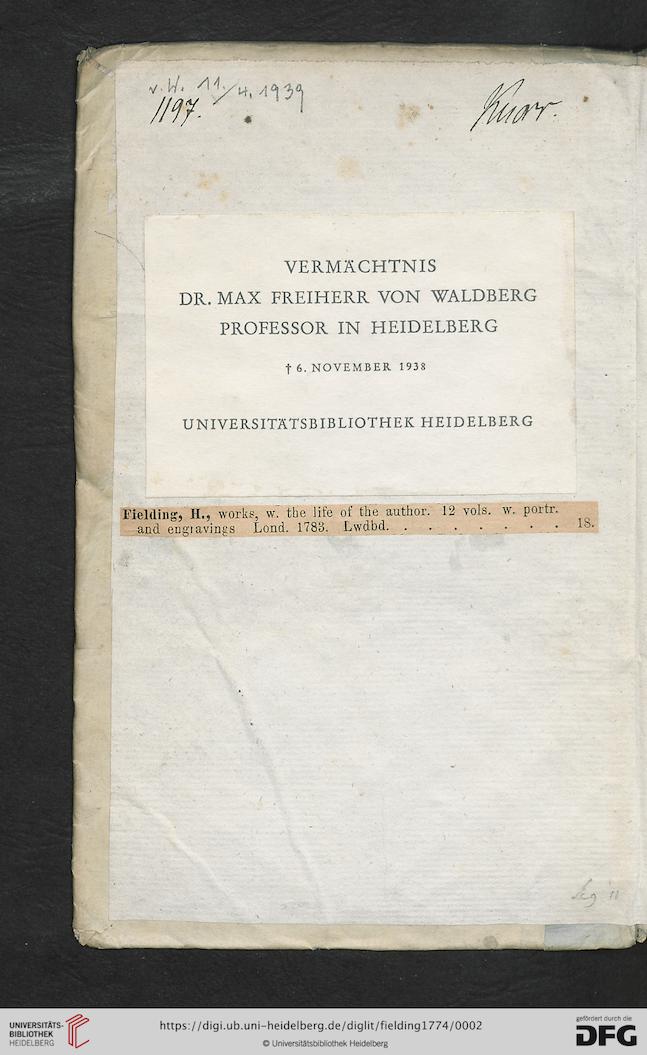 v. W. 11./4. 1939
1197.
VERMÄCHTNIS
DR. MAX FREIHERR VON WALDBERG
PROFESSOR IN HEIDELBERG
† 6. NOVEMBER 1938
UNIVERSITÄTSBIBLIOTHEK HEIDELBERG
Fielding, H., works, w. the life of the author. 12 vols. w. portr.
and engravings Lond. 1783. Lwdbd. . . . . . . . 18.
UNIVERSITÄTS-
BIBLIOTHEK
HEIDELBERG
https://digi.ub.uni-heidelberg.de/diglit/fielding1774/0002
© Universitätsbibliothek Heidelberg
gefördert durch die
DFG